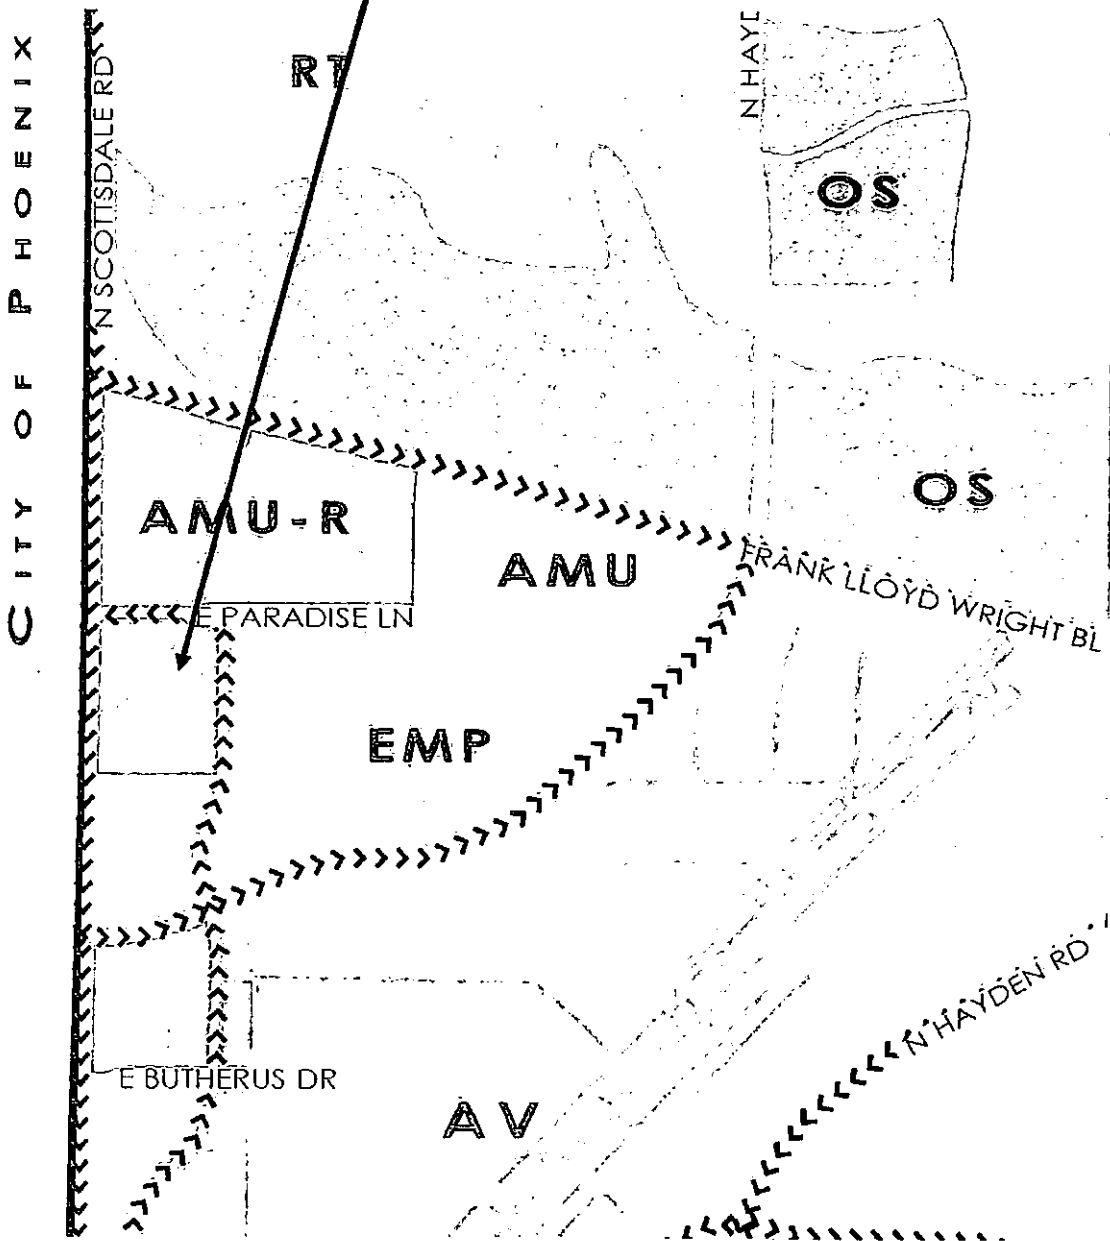 CITY OF PHOENIX
N SCOTTSDALE RD
RT
N HAYD
OS
OS
AMU-R
AMU
FRANK LLOYD WRIGHT BL
E PARADISE LN
EMP
N HAYDEN RD
E BUTHERUS DR
AV